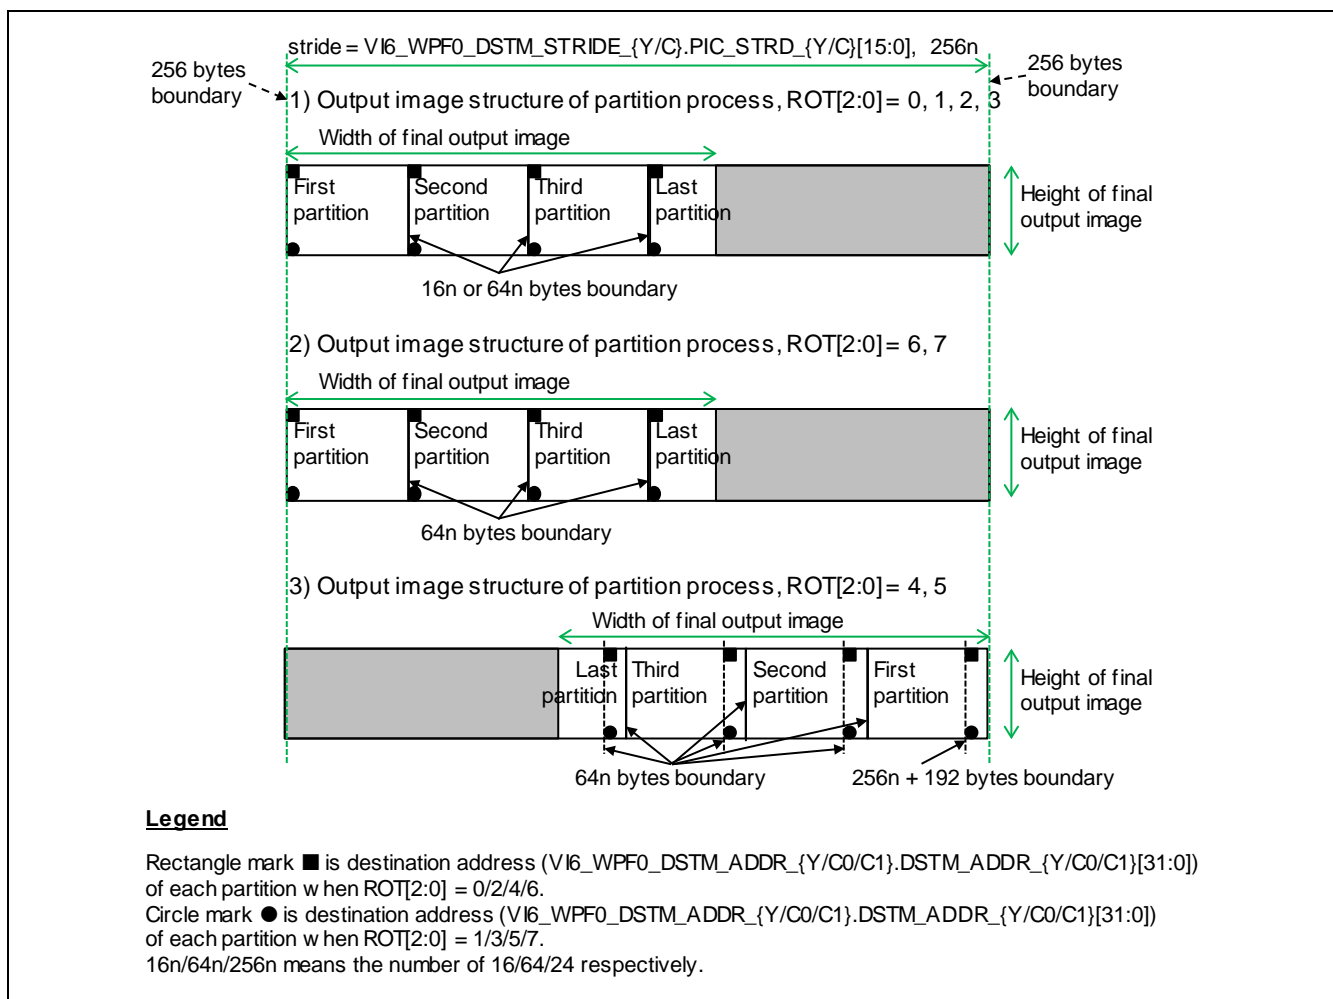 stride = VI6_WPF0_DSTM_STRIDE_{Y/C}.PIC_STRD_{Y/C}[15:0], 256n
256 bytes
boundary
256 bytes
boundary
1) Output image structure of partition process, ROT[2:0] = 0, 1, 2, 3
Width of final output image
First
partition
Second
partition
Third
partition
Last
partition
Height of final
output image
16n or 64n bytes boundary
2) Output image structure of partition process, ROT[2:0] = 6, 7
Width of final output image
First
partition
Second
partition
Third
partition
Last
partition
Height of final
output image
64n bytes boundary
3) Output image structure of partition process, ROT[2:0] = 4, 5
Width of final output image
Last
partition
Third
partition
Second
partition
First
partition
Height of final
output image
64n bytes boundary
256n + 192 bytes boundary
Legend
Rectangle mark ■ is destination address (VI6_WPF0_DSTM_ADDR_{Y/C0/C1}.DSTM_ADDR_{Y/C0/C1}[31:0])
of each partition when ROT[2:0] = 0/2/4/6.
Circle mark ● is destination address (VI6_WPF0_DSTM_ADDR_{Y/C0/C1}.DSTM_ADDR_{Y/C0/C1}[31:0])
of each partition when ROT[2:0] = 1/3/5/7.
16n/64n/256n means the number of 16/64/24 respectively.